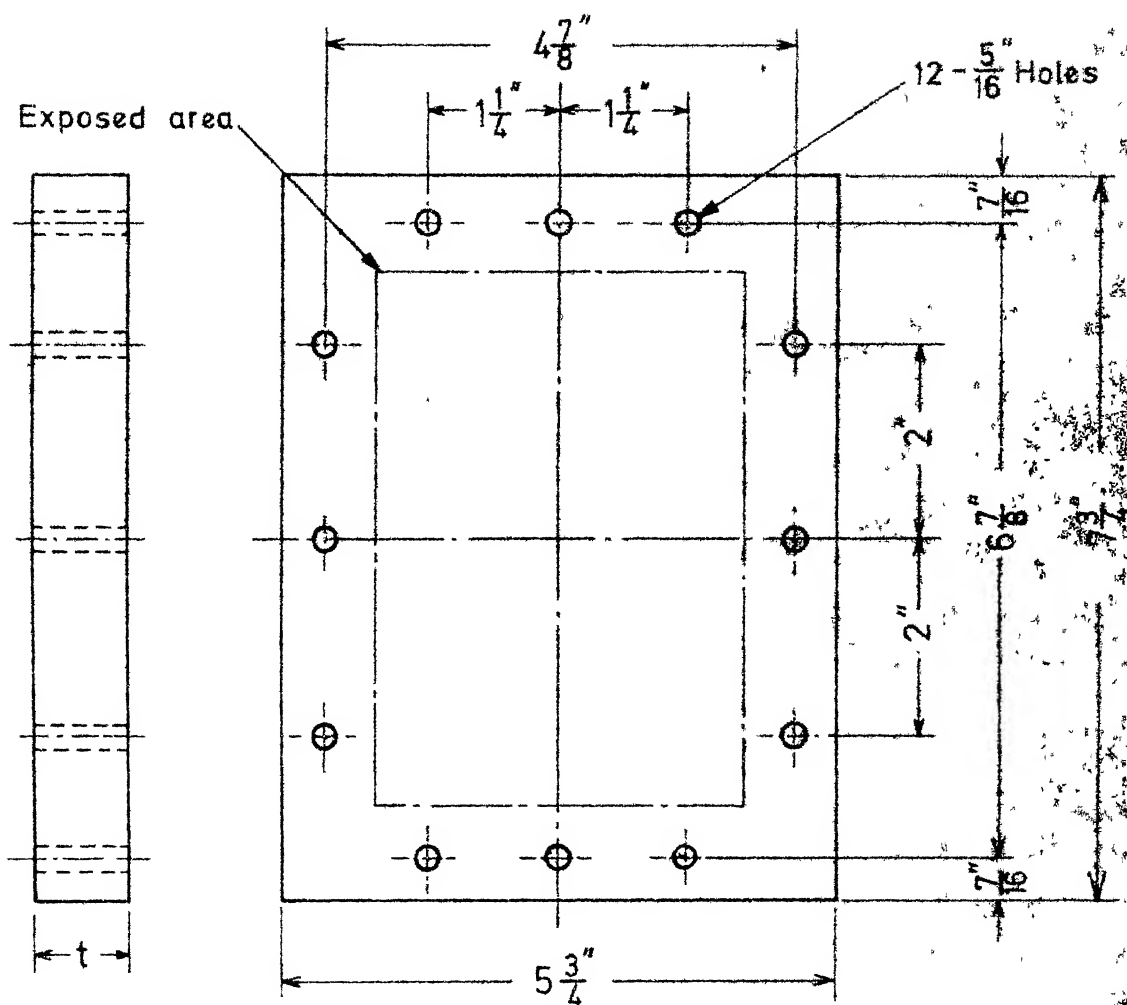 4 7/8"
12 - 5/16" Holes
1 1/4" 1 1/4"
Exposed area
7/16"
2"
6 7/8"
7 3/4"
2"
7/16"
t
5 3/4"